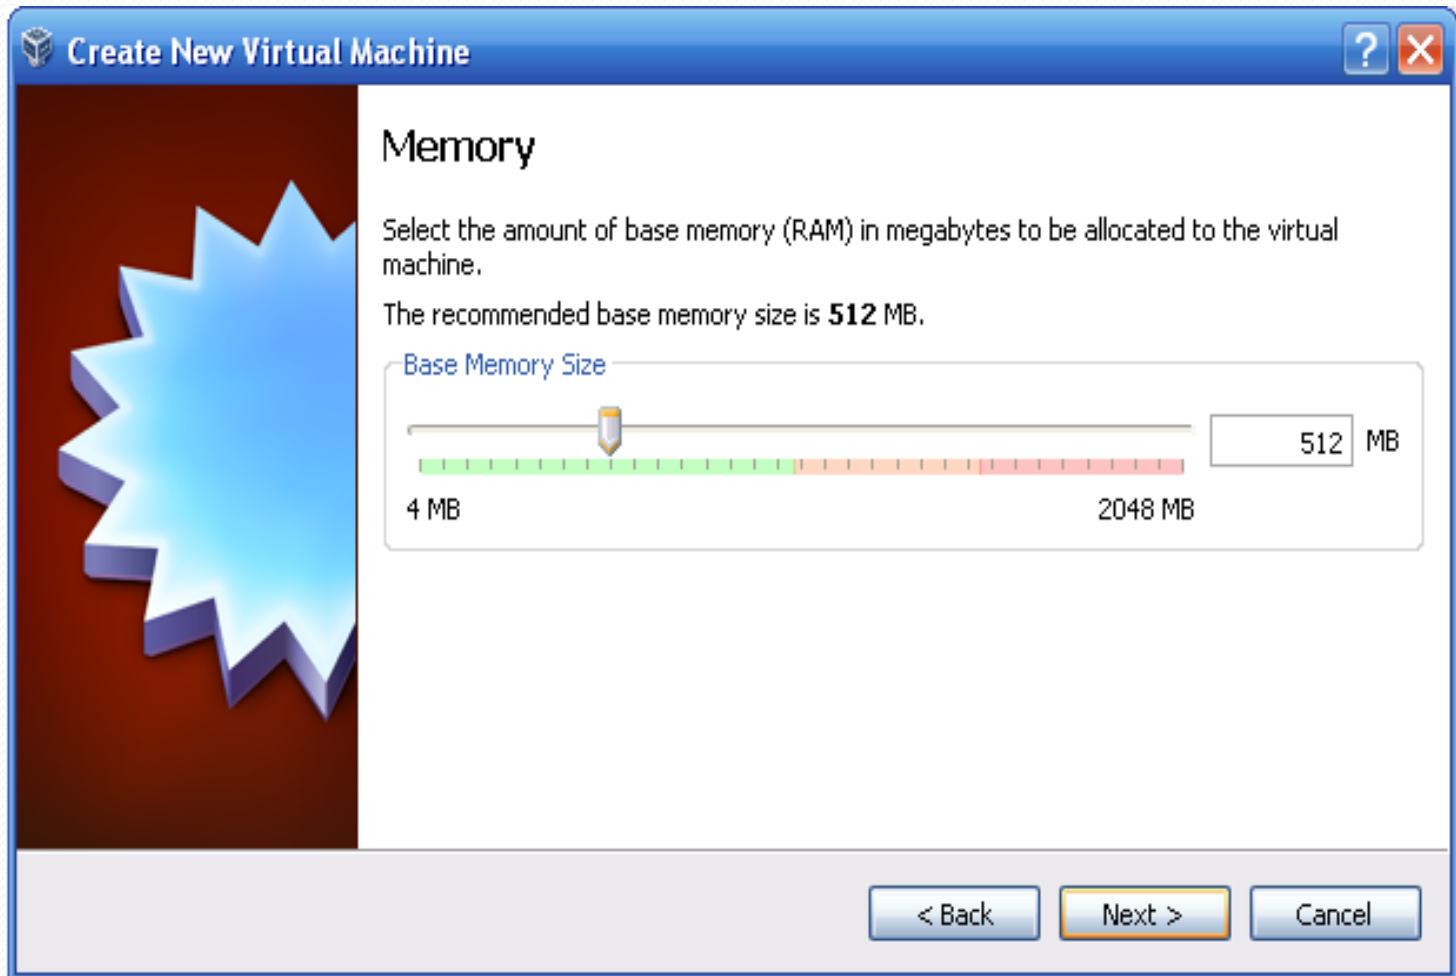 Create New Virtual Machine
?
Memory
Select the amount of base memory (RAM) in megabytes to be allocated to the virtual
machine.
The recommended base memory size is 512 MB.
Base Memory Size
512 MB
4 MB
2048 MB
< Back
Next >
Cancel